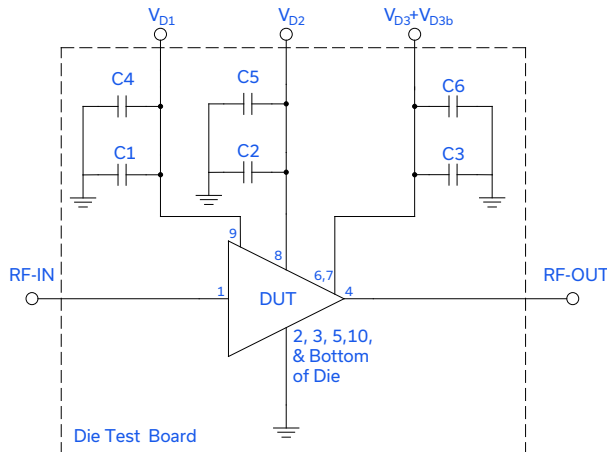 VD1
VD2
VD3+VD3b
C4
C5
C6
C1
C2
C3
9
8
6,7
RF-IN
RF-OUT
1
DUT
4
2, 3, 5,10,
& Bottom
of Die
Die Test Board